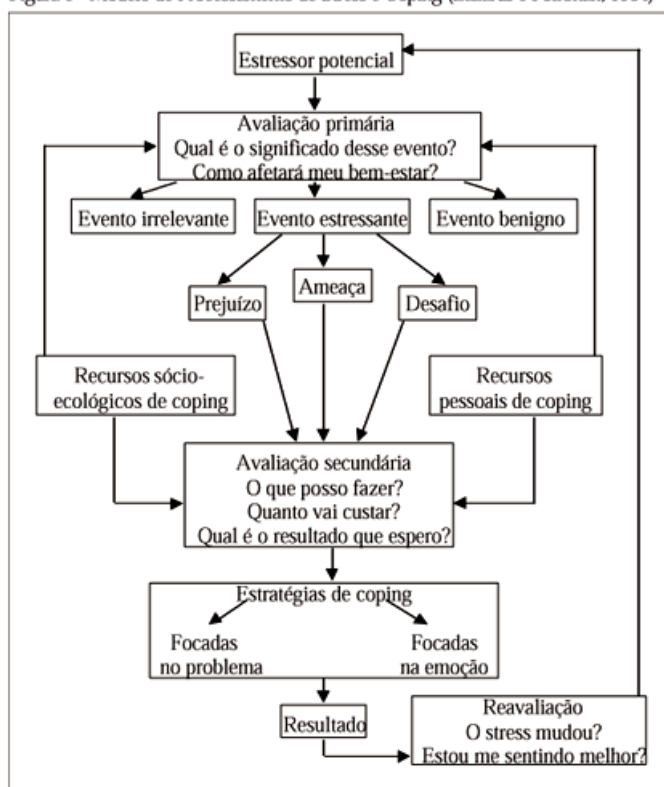 Estressor potencial
Avaliação primária
Qual é o significado desse evento?
Como afetará meu bem-estar?
Evento irrelevante
Evento estressante
Evento benigno
Prejuízo
Ameaça
Desafio
Recursos sócio-
ecológicos de coping
Recursos
pessoais de coping
Avaliação secundária
O que posso fazer?
Quanto vai custar?
Qual é o resultado que espero?
Estratégias de coping
Focadas
no problema
Focadas
na emoção
Resultado
Reavaliação
O stress mudou?
Estou me sentindo melhor?